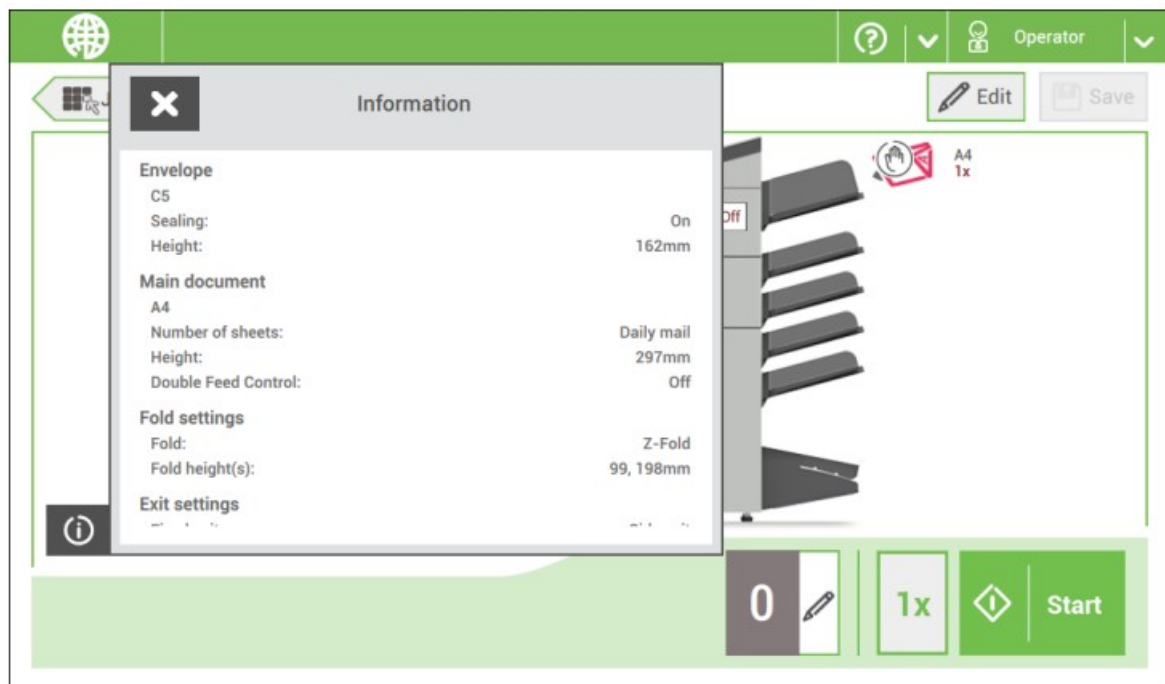 Operator
Information
Edit
Save
Envelope
C5
Sealing: On
Height: 162mm
Main document
A4
Number of sheets: Daily mail
Height: 297mm
Double Feed Control: Off
Fold settings
Fold: Z-Fold
Fold height(s): 99, 198mm
Exit settings
Off
A4
1x
0
1x
Start